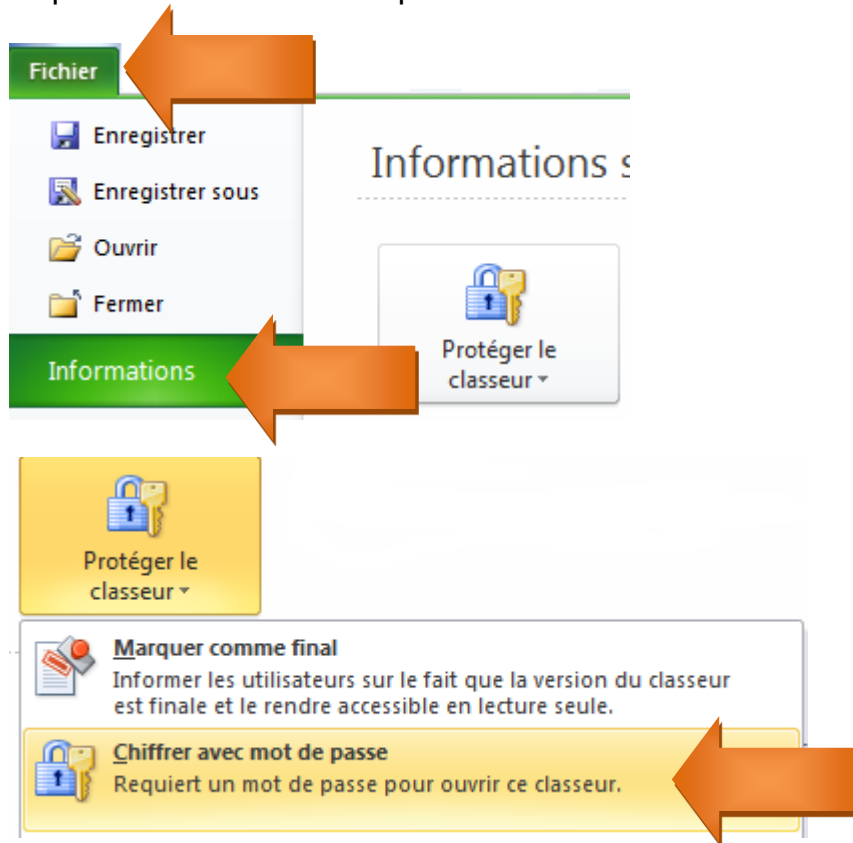 Fichier
Enregistrer
Enregistrer sous
Ouvrir
Fermer
Informations
Informations s
Protéger le
classeur
Protéger le
classeur
Marquer comme final
Informer les utilisateurs sur le fait que la version du classeur
est finale et le rendre accessible en lecture seule.
Chiffrer avec mot de passe
Requiert un mot de passe pour ouvrir ce classeur.